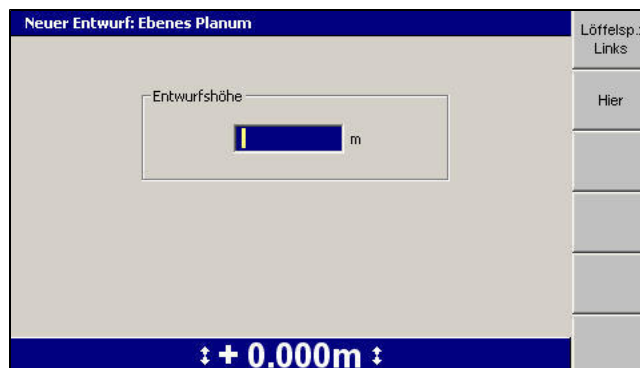 Neuer Entwurf: Ebenes Planum
Löffelsp.:
Links
Hier
Entwurfshöhe
m
+ 0.000m